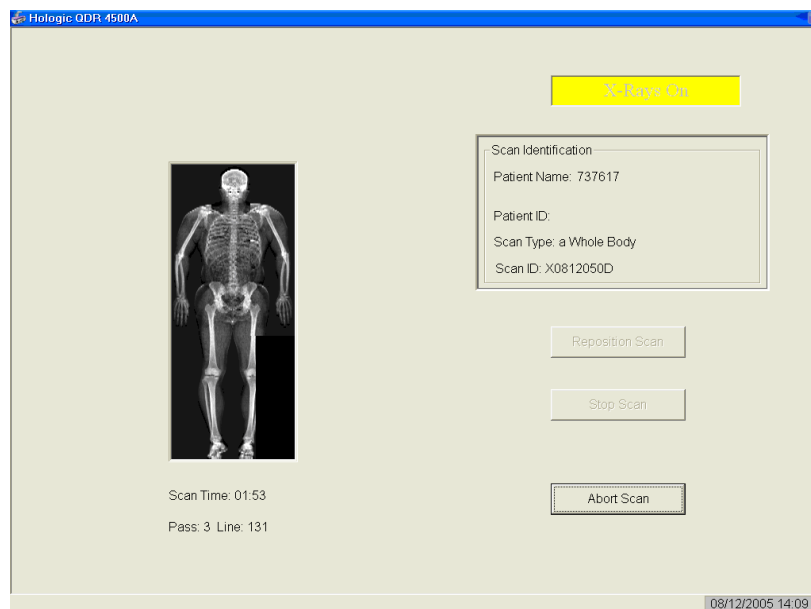 Hologic QDR 4500A
X-Rays On
Scan Identification
Patient Name: 737617
Patient ID:
Scan Type: a Whole Body
Scan ID: X0812050D
Reposition Scan
Stop Scan
Scan Time: 01:53
Abort Scan
Pass: 3 Line: 131
08/12/2005 14:09